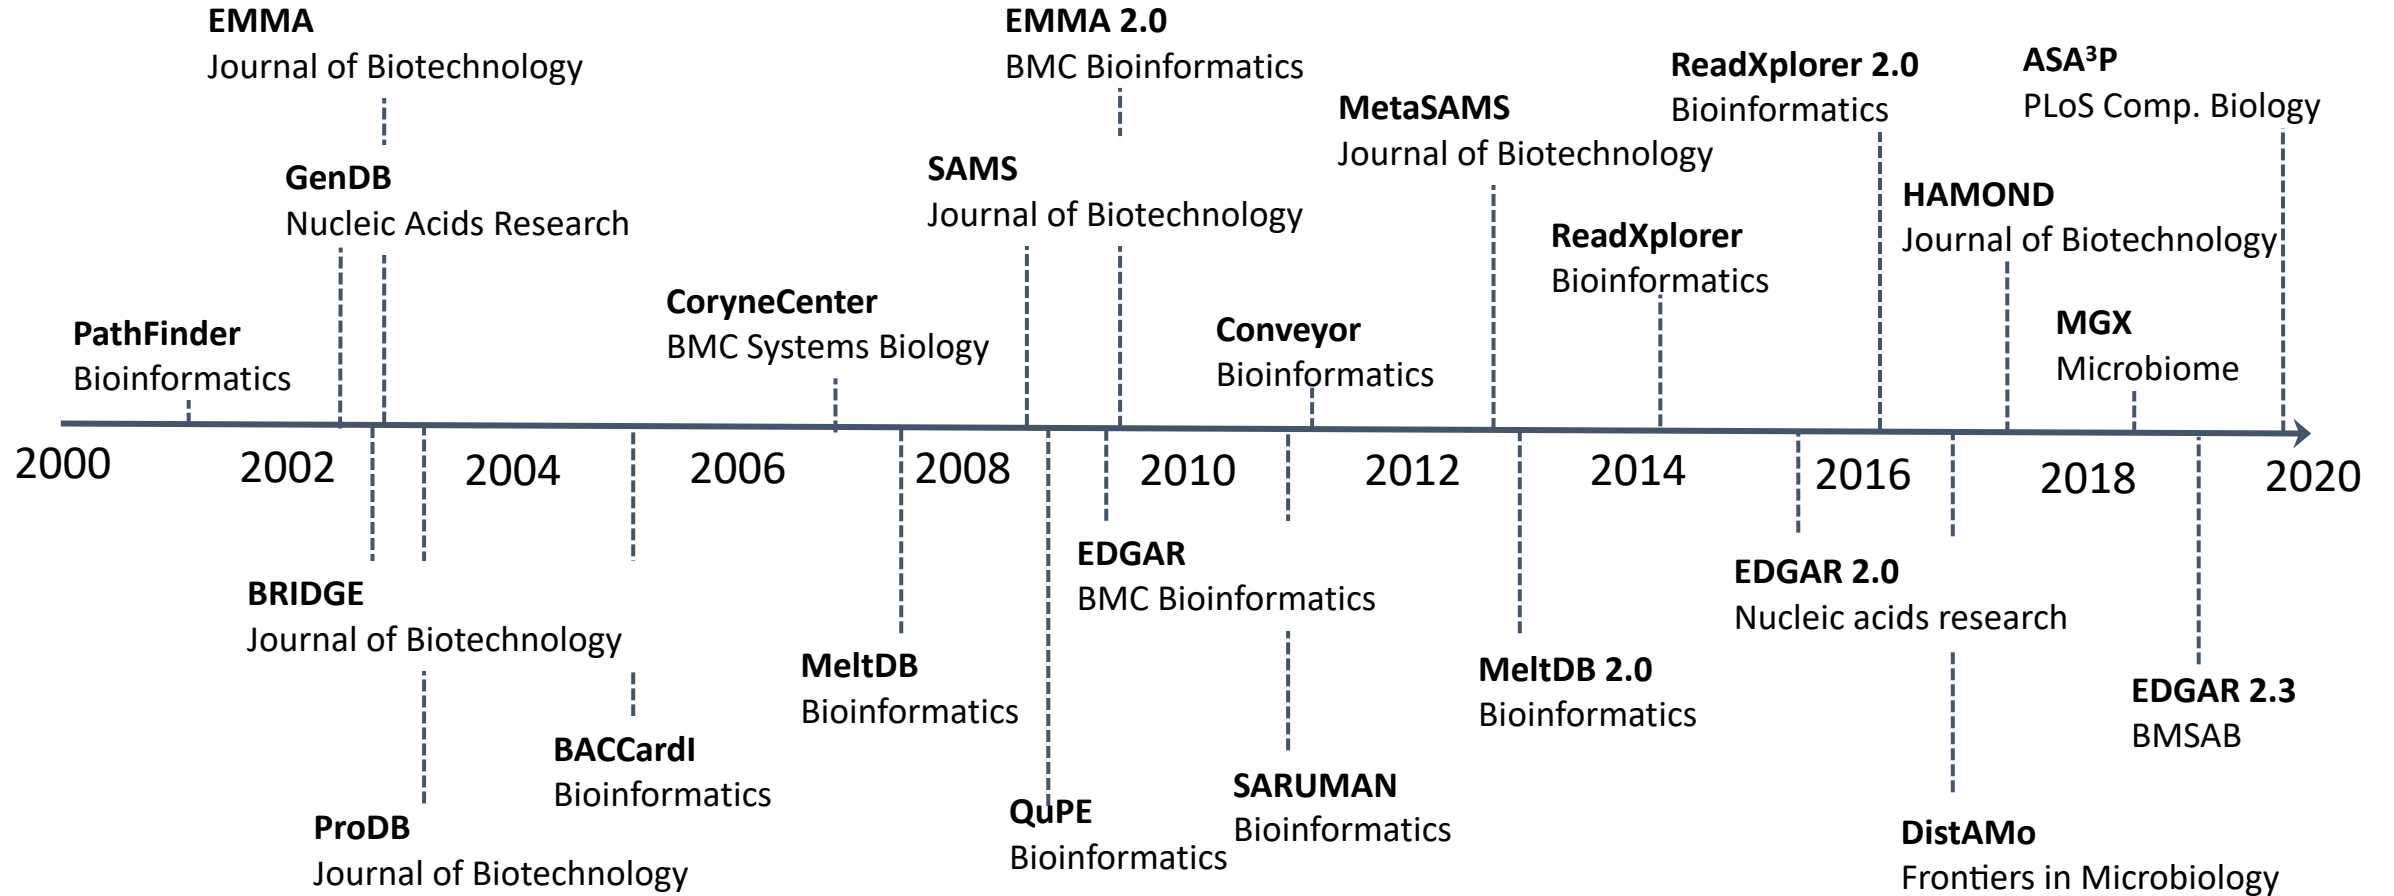 EMMA
Journal of Biotechnology
EMMA 2.0
BMC Bioinformatics
ReadXplorer 2.0
Bioinformatics
ASA³P
PLoS Comp. Biology
MetaSAMS
Journal of Biotechnology
GenDB
Nucleic Acids Research
SAMS
Journal of Biotechnology
HAMOND
Journal of Biotechnology
ReadXplorer
Bioinformatics
PathFinder
Bioinformatics
CoryneCenter
BMC Systems Biology
Conveyor
Bioinformatics
MGX
Microbiome
2000 2002 2004 2006 2008 2010 2012 2014 2016 2018 2020
BRIDGE
Journal of Biotechnology
EDGAR
BMC Bioinformatics
EDGAR 2.0
Nucleic acids research
MeltDB
Bioinformatics
MeltDB 2.0
Bioinformatics
EDGAR 2.3
BMSAB
BACCardI
Bioinformatics
SARUMAN
Bioinformatics
QuPE
Bioinformatics
ProDB
Journal of Biotechnology
DistAMo
Frontiers in Microbiology